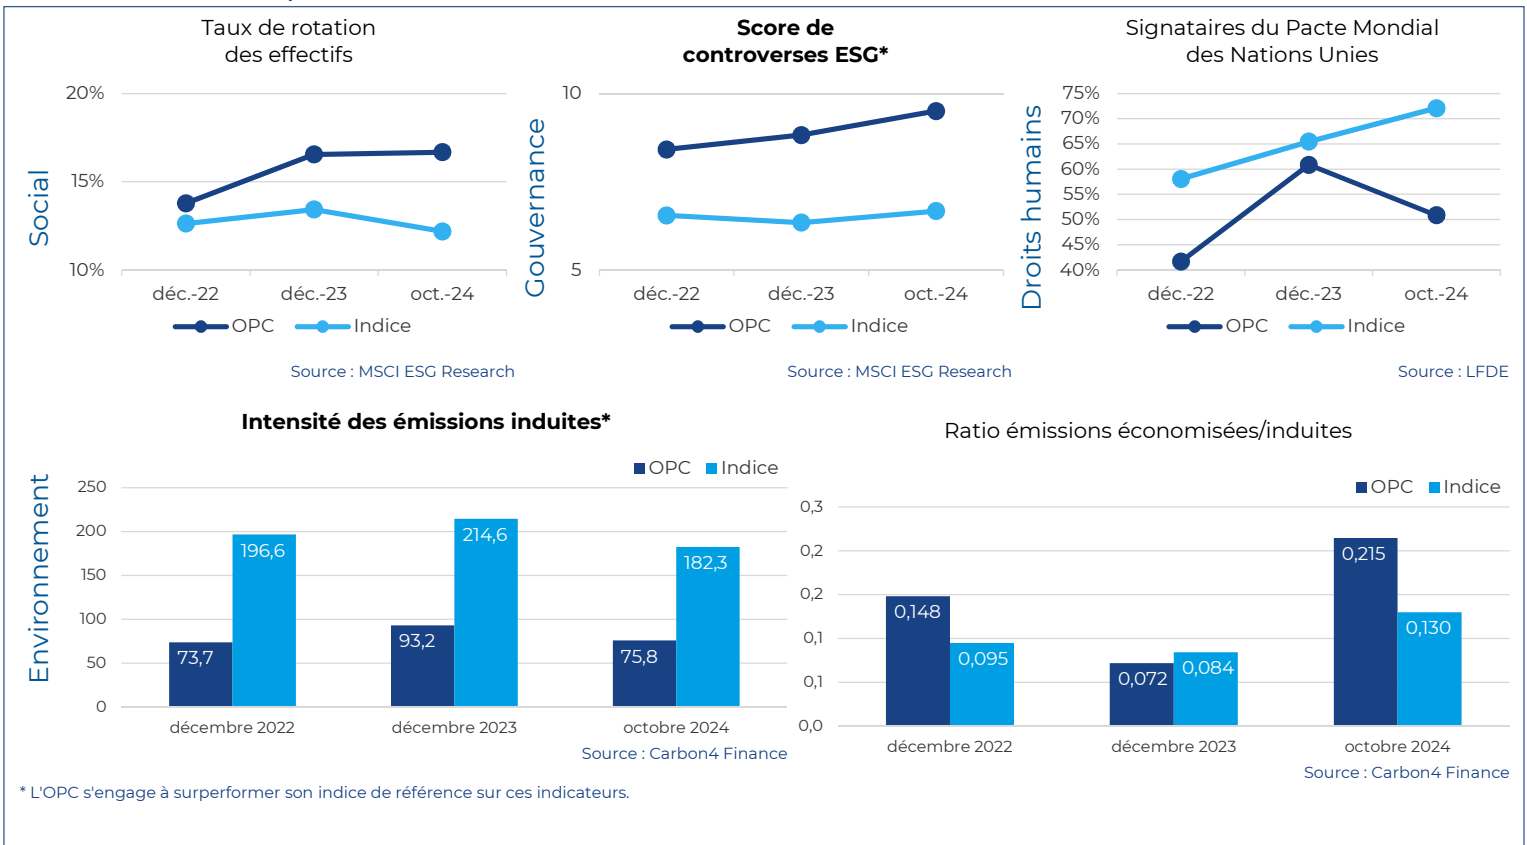 Taux de rotation
des effectifs
Social
20%
15%
10%
déc.-22 déc.-23 oct.-24
OPC Indice
Source : MSCI ESG Research
Score de
controverses ESG*
Gouvernance
10
5
déc.-22 déc.-23 oct.-24
OPC Indice
Source : MSCI ESG Research
Signataires du Pacte Mondial
des Nations Unies
Droits humains
75%
70%
65%
60%
55%
50%
45%
40%
déc.-22 déc.-23 oct.-24
OPC Indice
Source : LFDE
Intensité des émissions induites*
Environnement
OPC Indice
250
200
150
100
50
0
73,7 196,6
93,2 214,6
75,8 182,3
décembre 2022 décembre 2023 octobre 2024
Source : Carbon4 Finance
Ratio émissions économisées/induites
OPC Indice
0,3
0,2
0,2
0,1
0,1
0,0
0,148 0,095
0,072 0,084
0,215 0,130
décembre 2022 décembre 2023 octobre 2024
Source : Carbon4 Finance
* L'OPC s'engage à surperformer son indice de référence sur ces indicateurs.